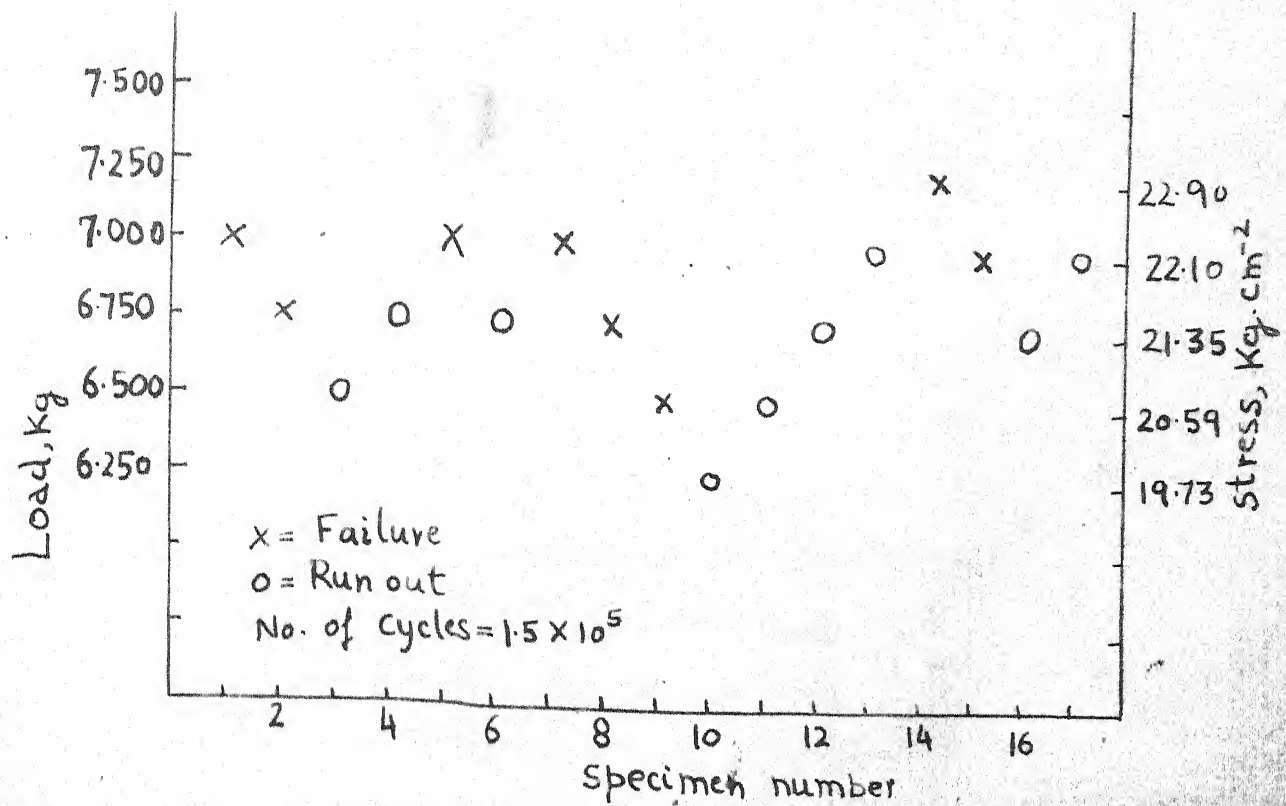 7.500
7.250
7.000
6.750
6.500
6.250
Load, Kg
22.90
22.10
21.35
20.59
19.73
Stress, Kg.cm⁻²
x = Failure
o = Run out
No. of Cycles = 1.5 X 10⁵
2 4 6 8 10 12 14 16
Specimen number